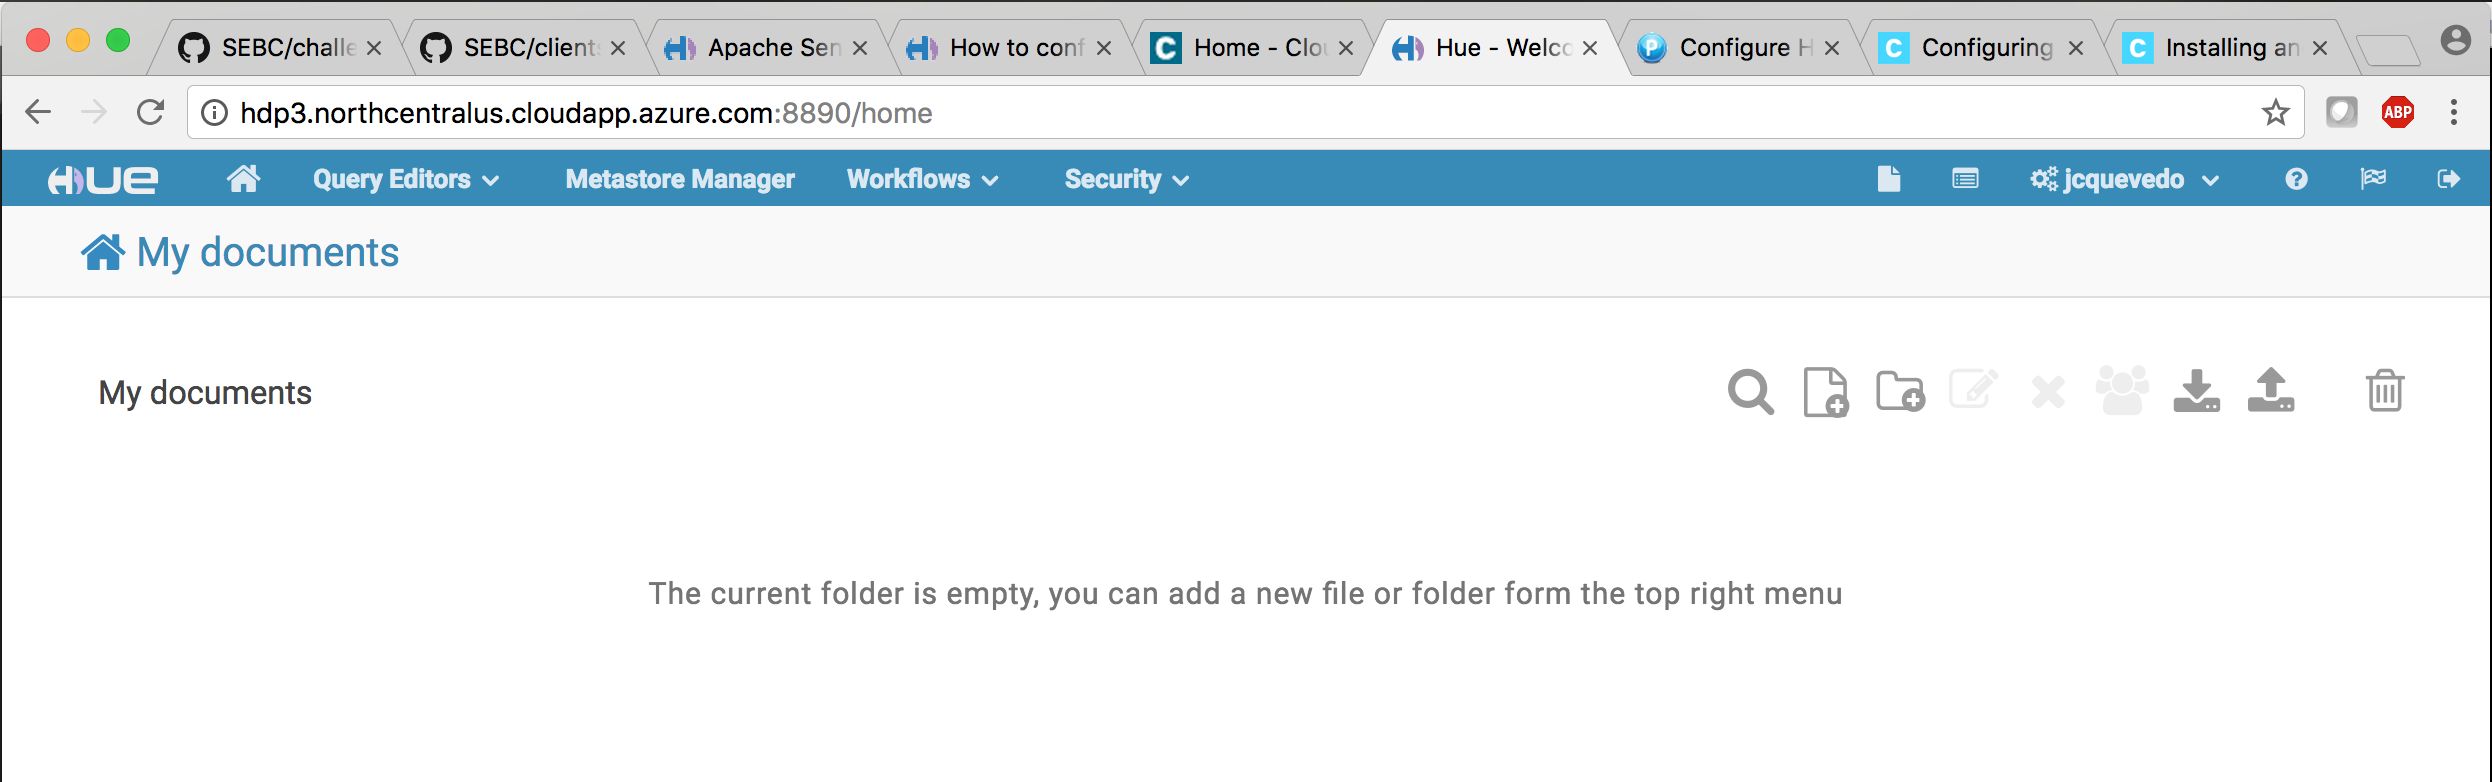 SEBC/challe SEBC/client Apache Sen How to conf Home - Clou Hue - Welco Configure H Configuring Installing an
hdp3.northcentralus.cloudapp.azure.com:8890/home ABP
HUE Query Editors Metastore Manager Workflows Security jcquevedo
My documents
My documents
The current folder is empty, you can add a new file or folder form the top right menu